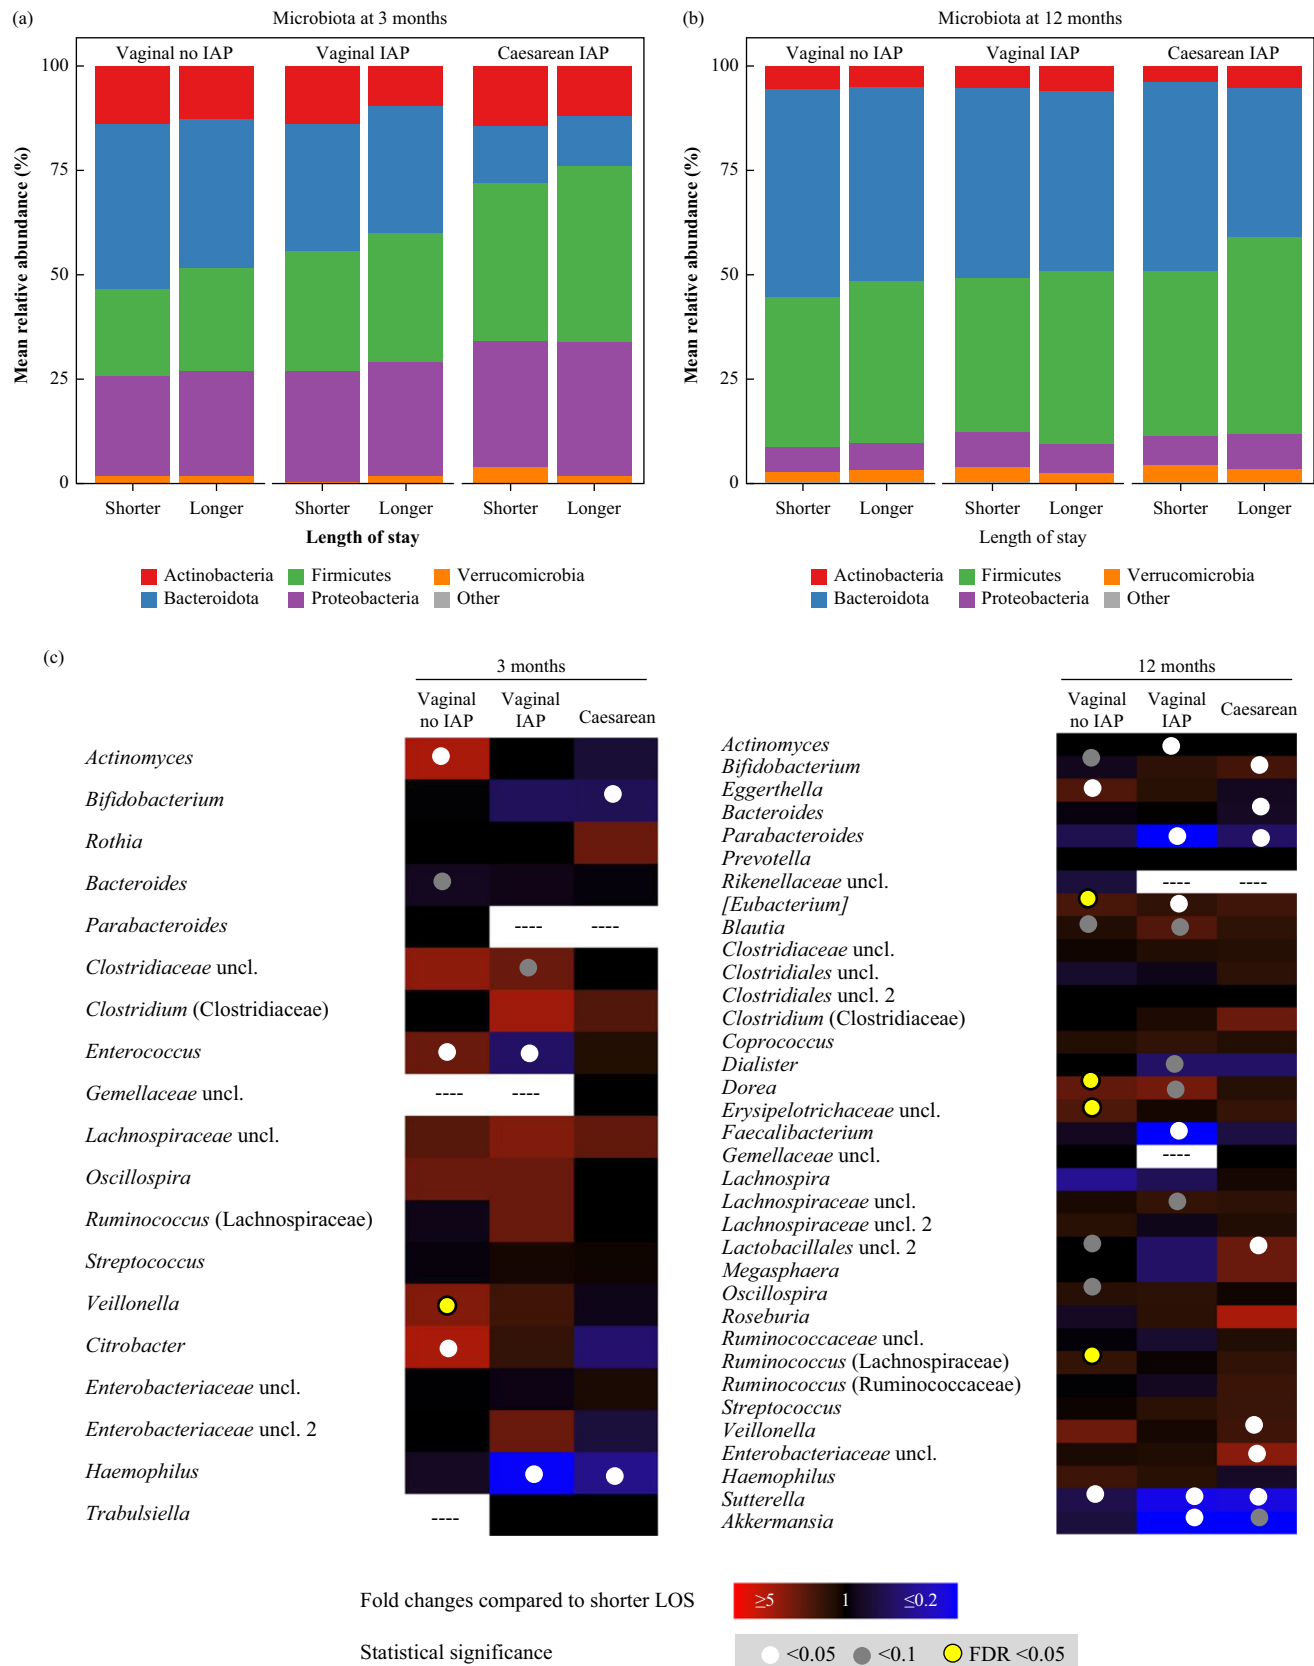 (a)
Microbiota at 3 months
Vaginal no IAP
Vaginal IAP
Caesarean IAP
Mean relative abundance (%)
100
75
50
25
0
Shorter Longer
Shorter Longer
Shorter Longer
Length of stay
Actinobacteria Firmicutes Verrucomicrobia
Bacteroidota Proteobacteria Other
(b)
Microbiota at 12 months
Vaginal no IAP
Vaginal IAP
Caesarean IAP
Mean relative abundance (%)
100
75
50
25
0
Shorter Longer
Shorter Longer
Shorter Longer
Length of stay
Actinobacteria Firmicutes Verrucomicrobia
Bacteroidota Proteobacteria Other
(c)
3 months
Vaginal no IAP
Vaginal IAP
Caesarean
Actinomyces
Bifidobacterium
Rothia
Bacteroides
Parabacteroides ---- ----
Clostridiaceae uncl.
Clostridium (Clostridiaceae)
Enterococcus
Gemellaceae uncl. ---- ----
Lachnospiraceae uncl.
Oscillospira
Ruminococcus (Lachnospiraceae)
Streptococcus
Veillonella
Citrobacter
Enterobacteriaceae uncl.
Enterobacteriaceae uncl. 2
Haemophilus
Trabulsiella ----
12 months
Vaginal no IAP
Vaginal IAP
Caesarean
Actinomyces
Bifidobacterium
Eggerthella
Bacteroides
Parabacteroides
Prevotella
Rikenellaceae uncl. ---- ----
[Eubacterium]
Blautia
Clostridiaceae uncl.
Clostridiales uncl.
Clostridiales uncl. 2
Clostridium (Clostridiaceae)
Coprococcus
Dialister
Dorea
Erysipelotrichaceae uncl.
Faecalibacterium
Gemellaceae uncl. ----
Lachnospira
Lachnospiraceae uncl.
Lachnospiraceae uncl. 2
Lactobacillales uncl. 2
Megasphaera
Oscillospira
Roseburia
Ruminococcaceae uncl.
Ruminococcus (Lachnospiraceae)
Ruminococcus (Ruminococcaceae)
Streptococcus
Veillonella
Enterobacteriaceae uncl.
Haemophilus
Sutterella
Akkermansia
Fold changes compared to shorter LOS ≥5 1 ≤0.2
Statistical significance <0.05 <0.1 FDR <0.05